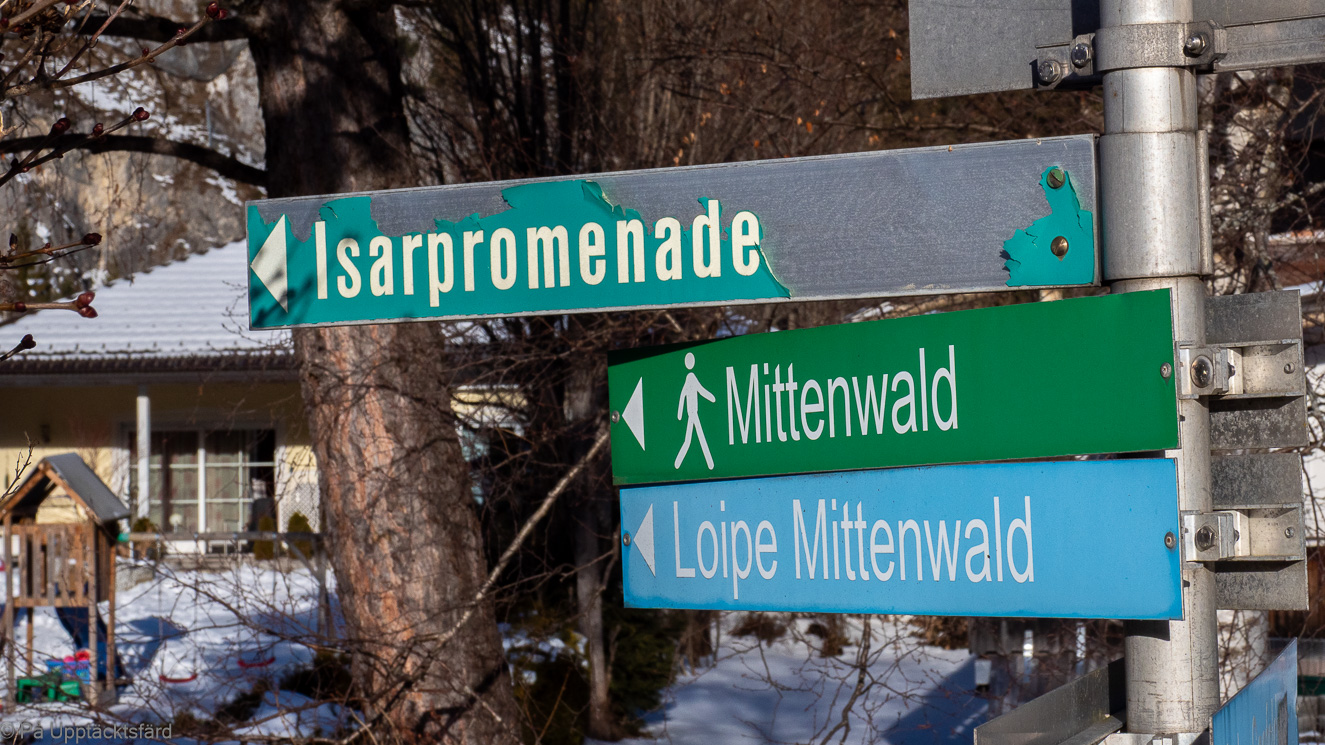 Isarpromenade
Mittenwald
Loipe Mittenwald
© På Upptäcktsfärd